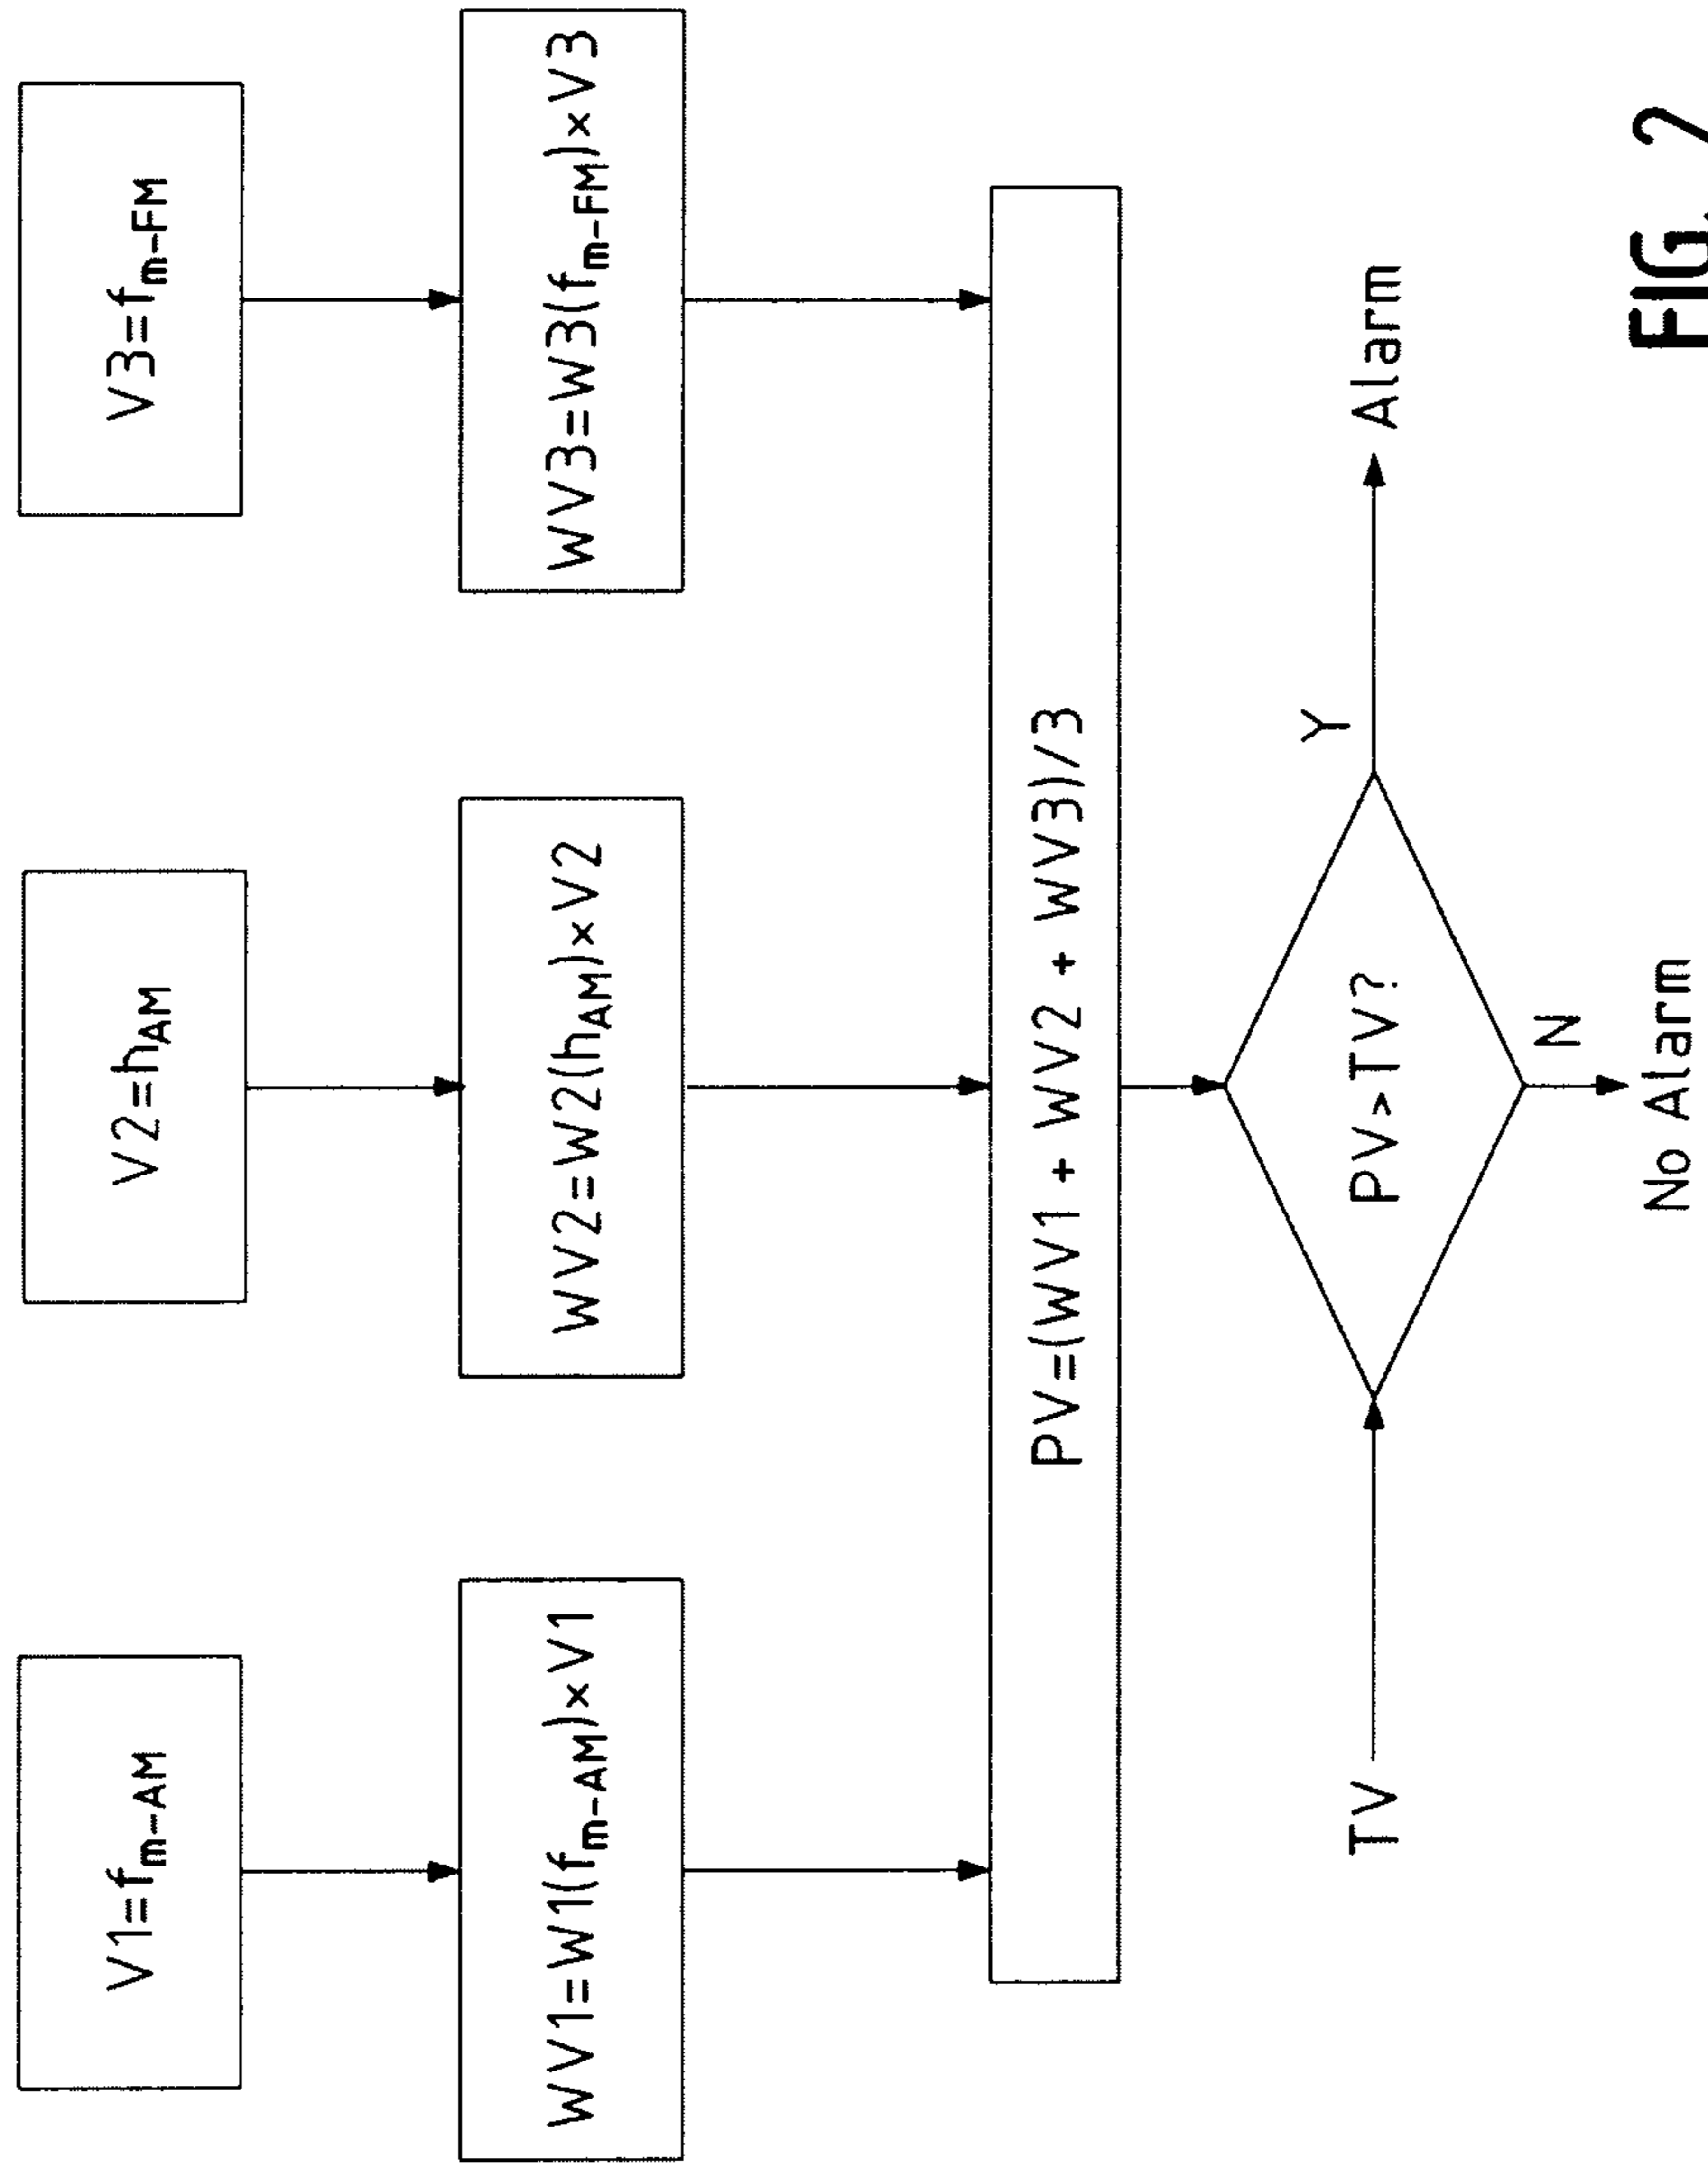 V1=f_m-AM
V2=h_AM
V3=f_m-FM
WV1=W1(f_m-AM)×V1
WV2=W2(h_AM)×V2
WV3=W3(f_m-FM)×V3
PV=(WV1 + WV2 + WV3)/3
TV
PV>TV?
Y
Alarm
N
No Alarm
FIG. 2